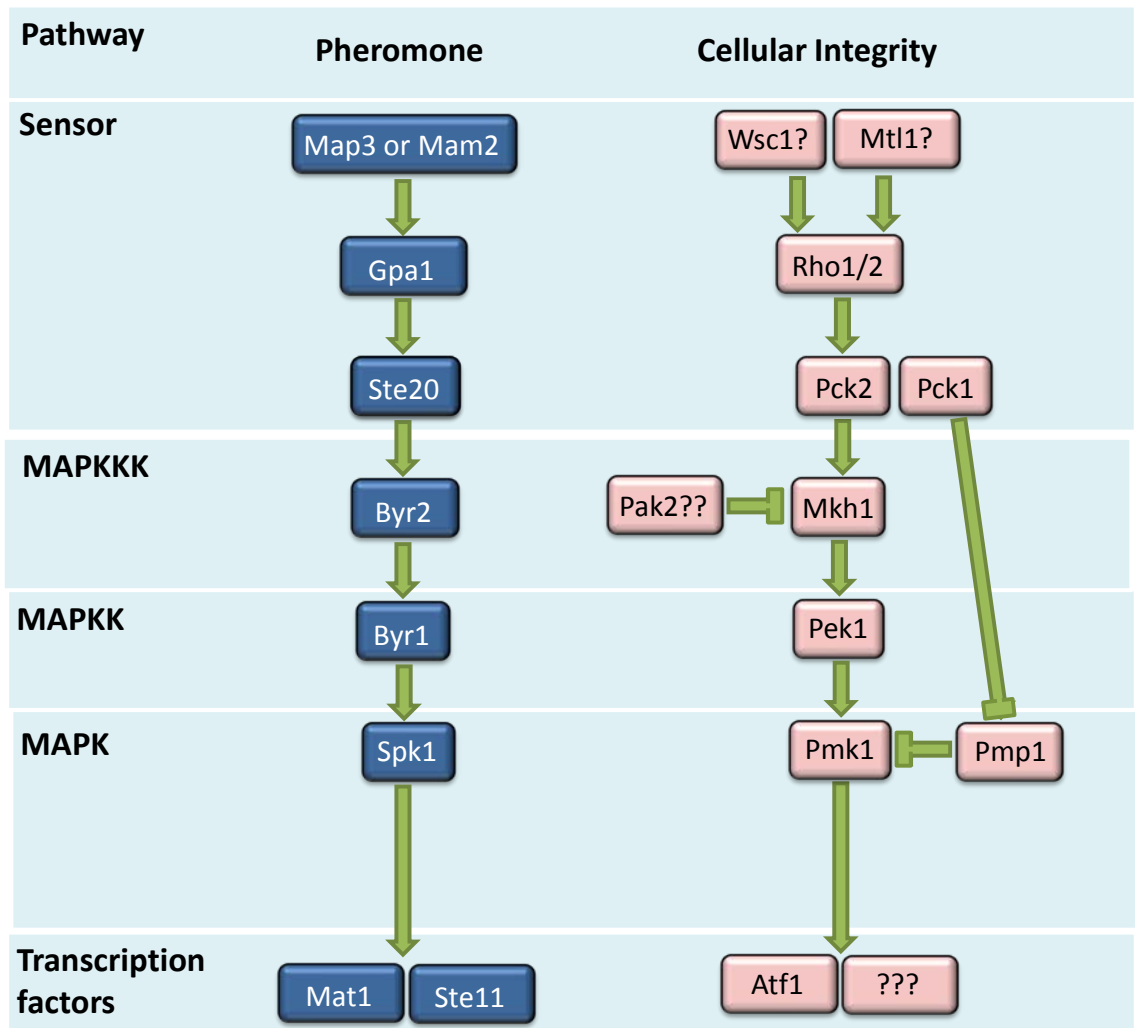 Pathway
Pheromone
Cellular Integrity
Sensor
Map3 or Mam2
Wsc1?
Mtl1?
Gpa1
Rho1/2
Ste20
Pck2
Pck1
MAPKKK
Byr2
Pak2??
Mkh1
MAPKK
Byr1
Pek1
MAPK
Spk1
Pmk1
Pmp1
Transcription
factors
Mat1
Ste11
Atf1
???